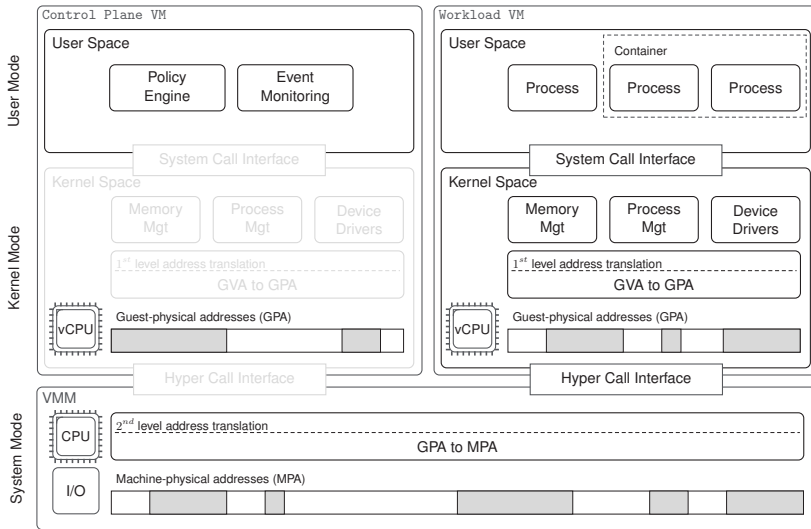 Control Plane VM
User Mode
User Space
Policy
Engine
Event
Monitoring
System Call Interface
Kernel Mode
Kernel Space
Memory
Mgt
Process
Mgt
Device
Drivers
1st level address translation
GVA to GPA
vCPU
Guest-physical addresses (GPA)
Hyper Call Interface
Workload VM
User Space
Container
Process
Process
Process
System Call Interface
Kernel Space
Memory
Mgt
Process
Mgt
Device
Drivers
1st level address translation
GVA to GPA
vCPU
Guest-physical addresses (GPA)
Hyper Call Interface
System Mode
VMM
CPU
2nd level address translation
GPA to MPA
I/O
Machine-physical addresses (MPA)